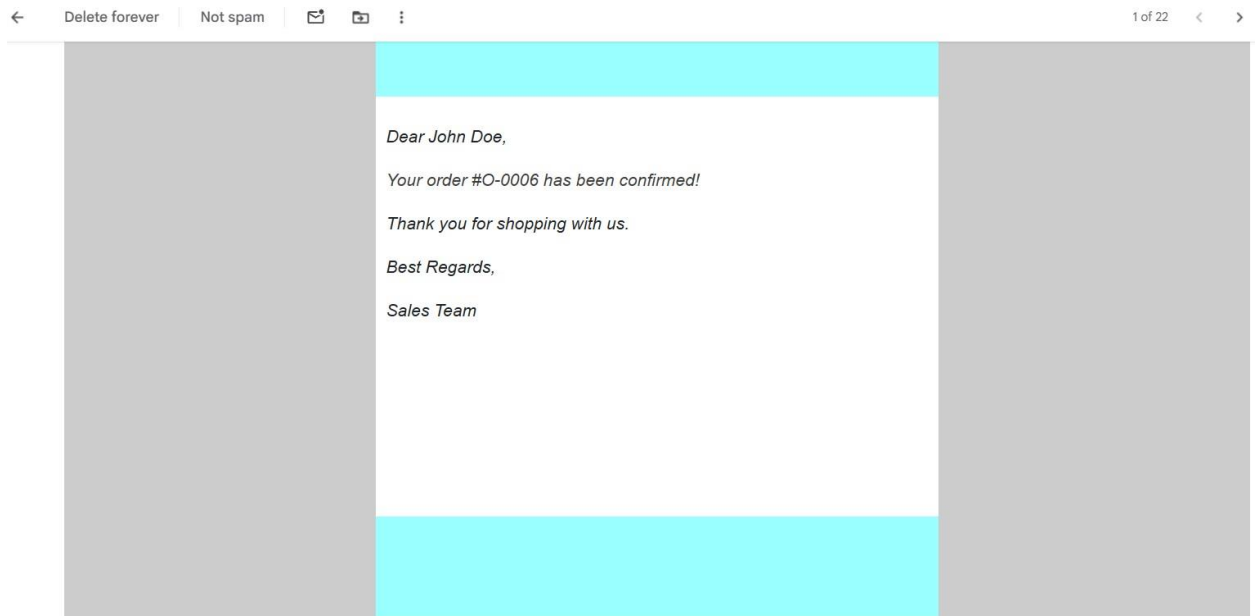 Delete forever
Not spam
1 of 22
Dear John Doe,
Your order #O-0006 has been confirmed!
Thank you for shopping with us.
Best Regards,
Sales Team